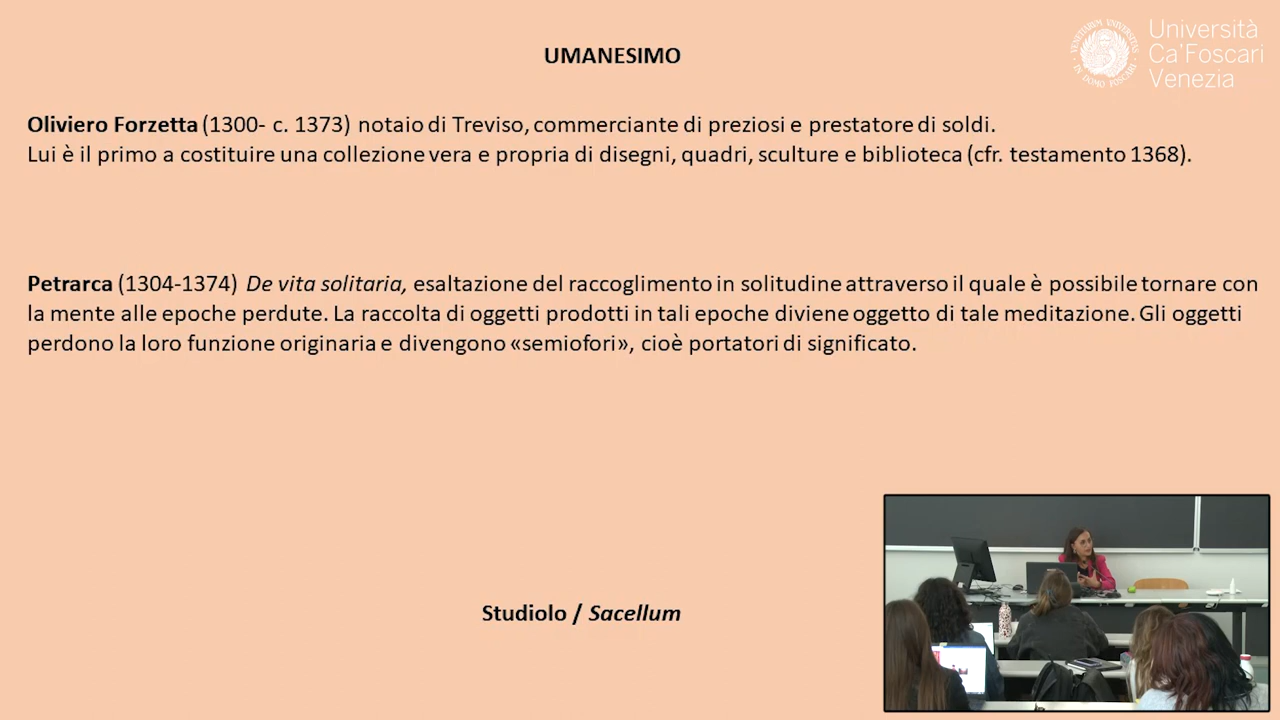 UMANESIMO
Università
Ca'Foscari
Venezia
Oliviero Forzetta (1300- c. 1373) notaio di Treviso, commerciante di preziosi e prestatore di soldi.
Lui è il primo a costituire una collezione vera e propria di disegni, quadri, sculture e biblioteca (cfr. testamento 1368).
Petrarca (1304-1374) De vita solitaria, esaltazione del raccoglimento in solitudine attraverso il quale è possibile tornare con
la mente alle epoche perdute. La raccolta di oggetti prodotti in tali epoche diviene oggetto di tale meditazione. Gli oggetti
perdono la loro funzione originaria e divengono «semiofori», cioè portatori di significato.
Studiolo / Sacellum